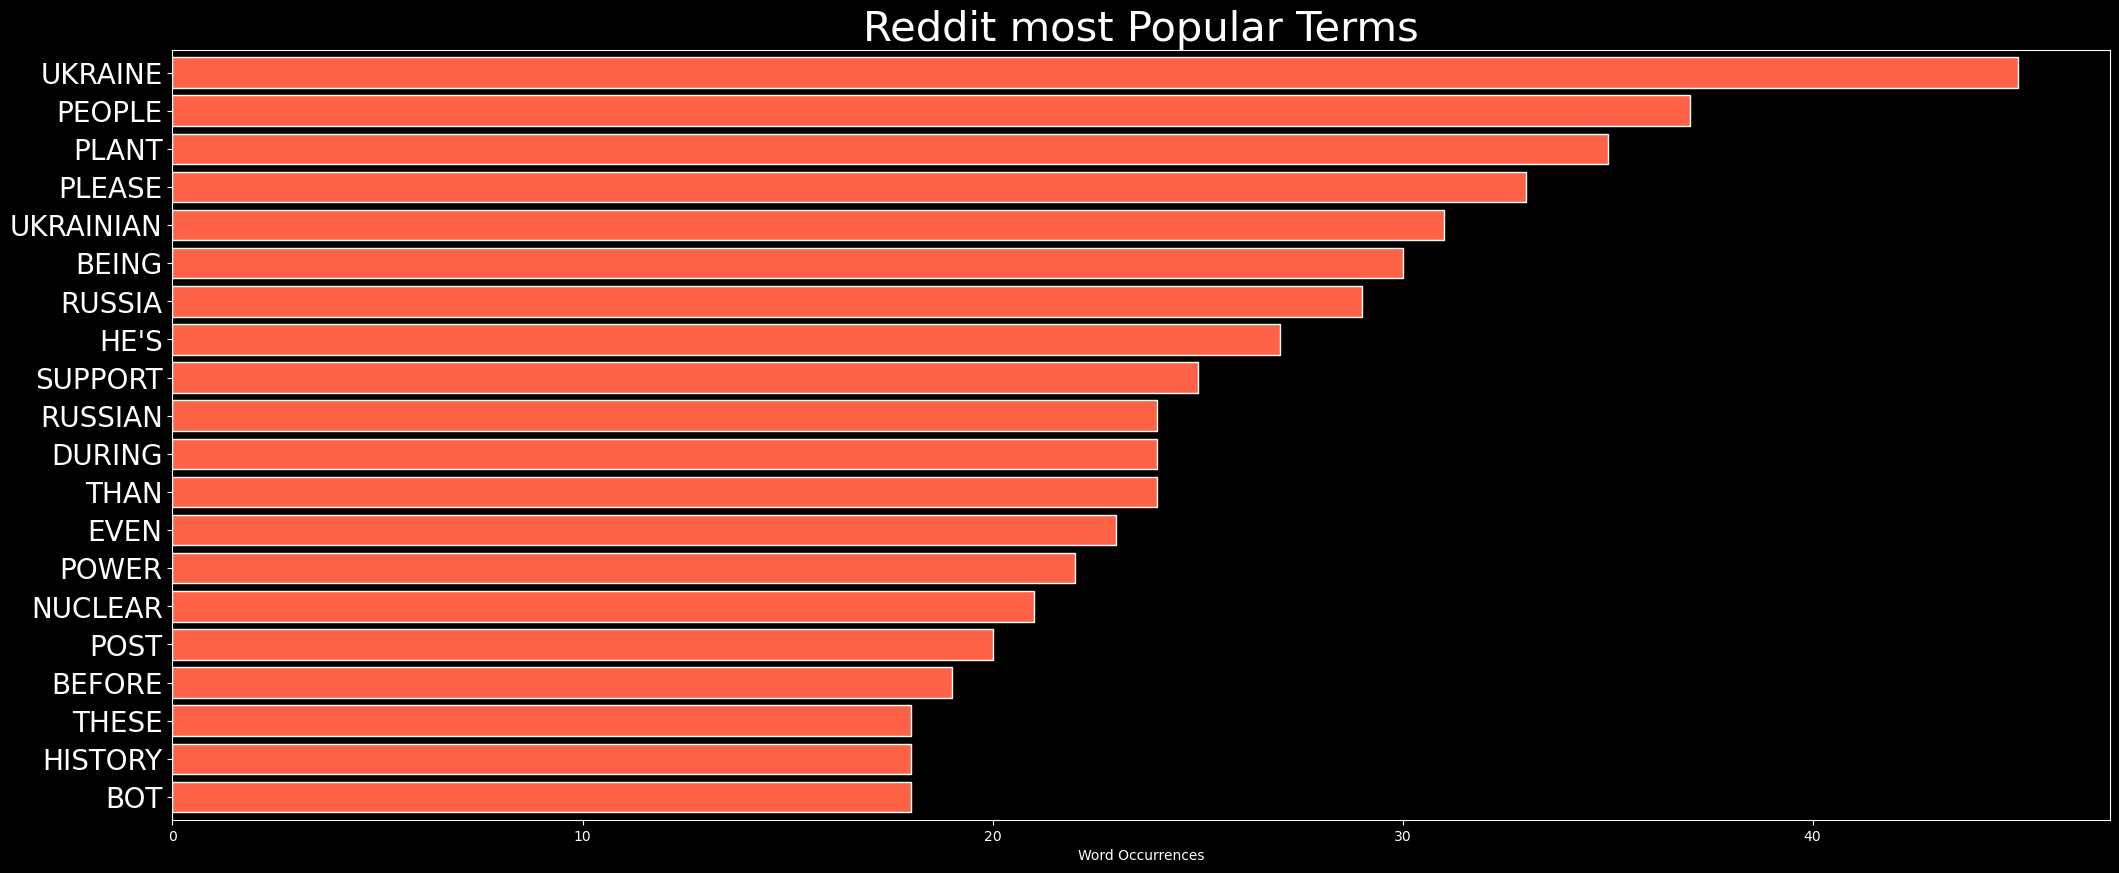 Reddit most Popular Terms
UKRAINE
PEOPLE
PLANT
PLEASE
UKRAINIAN
BEING
RUSSIA
HE'S
SUPPORT
RUSSIAN
DURING
THAN
EVEN
POWER
NUCLEAR
POST
BEFORE
THESE
HISTORY
BOT
0 10 20 30 40
Word Occurrences